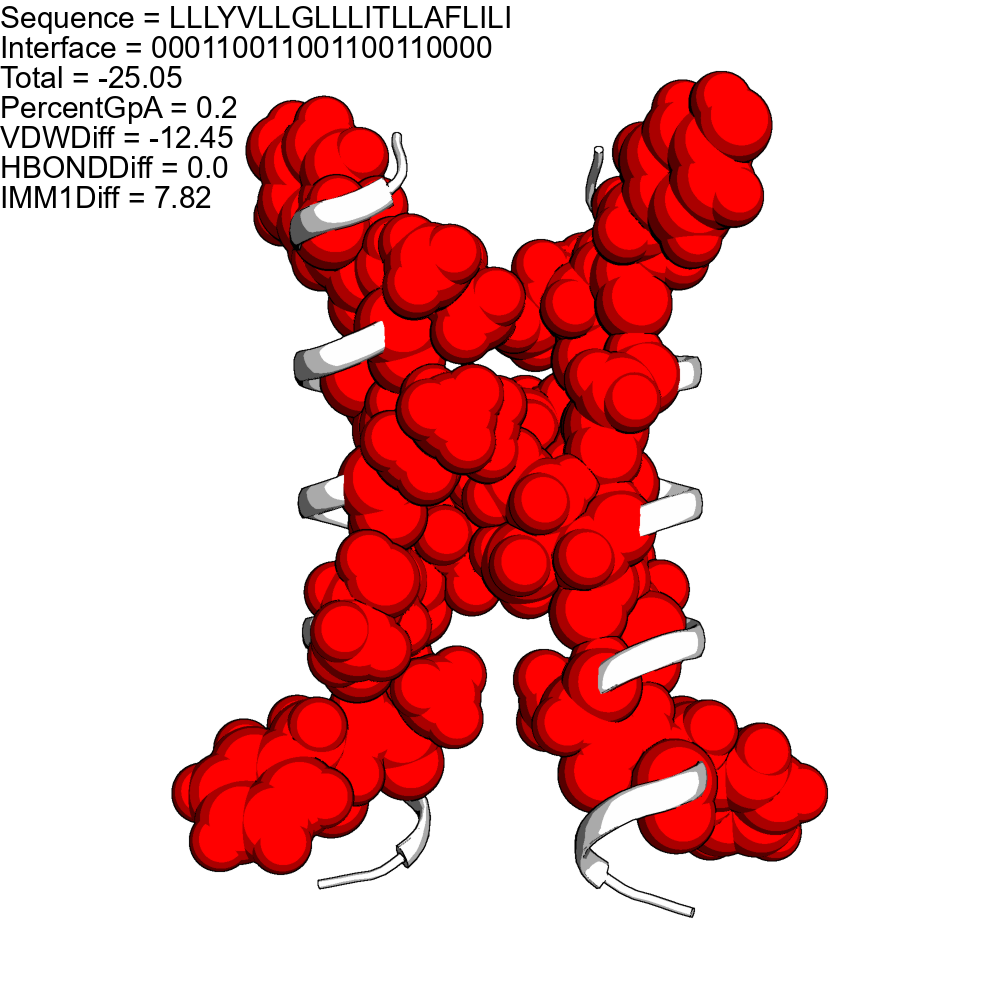 Sequence = LLLYVLLGLLLITLLAFLILI
Interface = 000110011001100110000
Total = -25.05
PercentGpA = 0.2
VDWDiff = -12.45
HBONDDiff = 0.0
IMM1Diff = 7.82